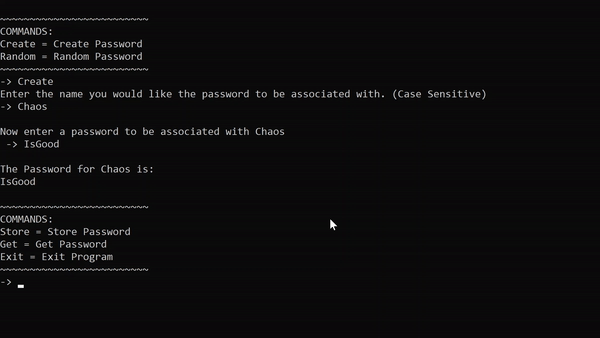 ~~~~~~~~~~~~~~~~~~~~~~~~~
COMMANDS:
Create = Create Password
Random = Random Password
~~~~~~~~~~~~~~~~~~~~~~~~~
-> Create
Enter the name you would like the password to be associated with. (Case Sensitive)
-> Chaos
Now enter a password to be associated with Chaos
 -> IsGood
The Password for Chaos is:
IsGood
~~~~~~~~~~~~~~~~~~~~~~~~~
COMMANDS:
Store = Store Password
Get = Get Password
Exit = Exit Program
~~~~~~~~~~~~~~~~~~~~~~~~~
->